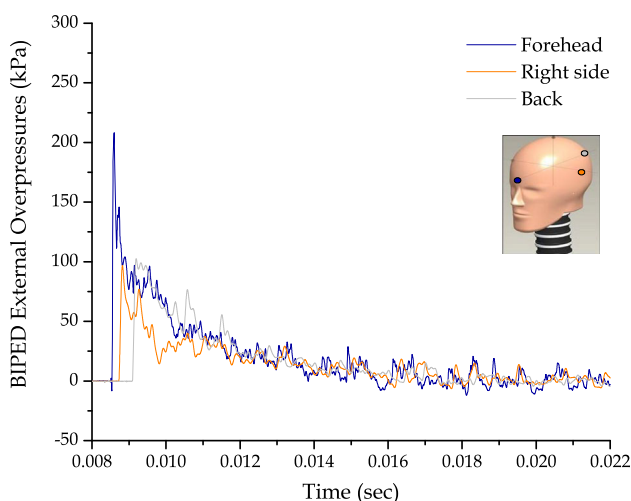 BIPED External Overpressures (kPa)
300
250
200
150
100
50
0
-50
0.008 0.010 0.012 0.014 0.016 0.018 0.020 0.022
Time (sec)
Forehead
Right side
Back